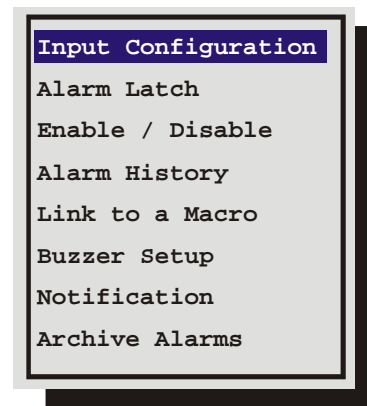 Input Configuration
Alarm Latch
Enable / Disable
Alarm History
Link to a Macro
Buzzer Setup
Notification
Archive Alarms